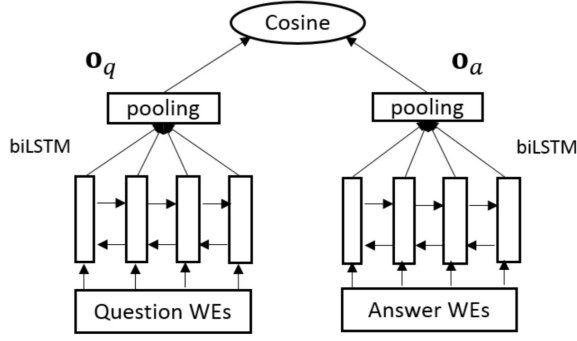 Cosine
o_q
o_a
pooling
pooling
biLSTM
biLSTM
Question WEs
Answer WEs